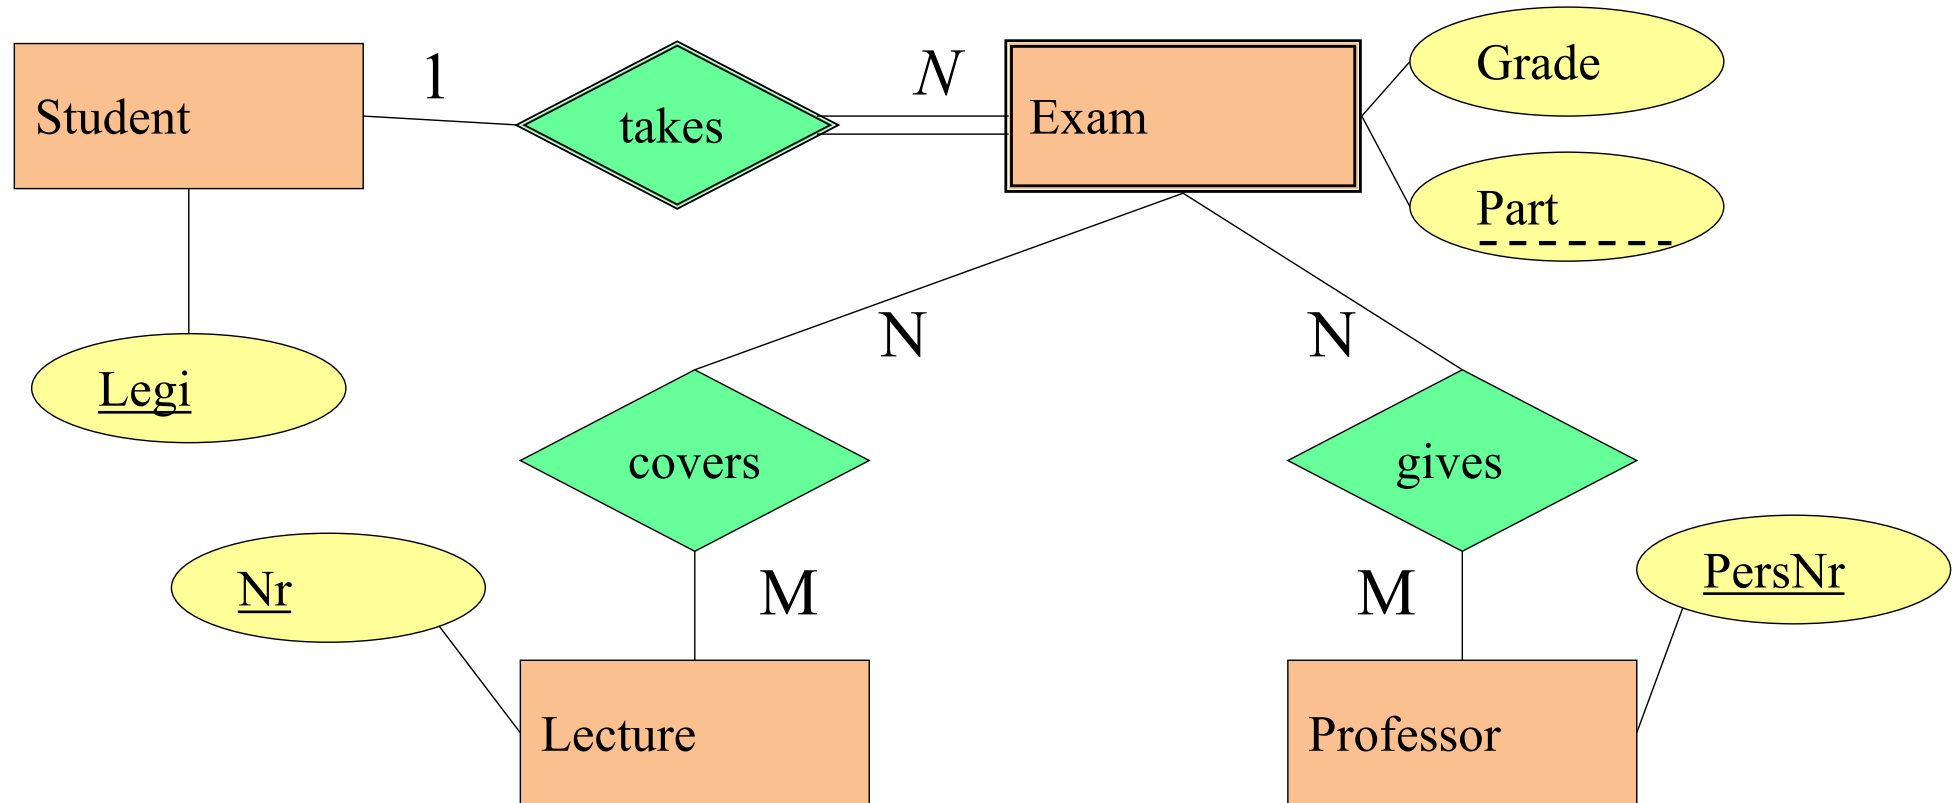 Student
1
takes
N
Exam
Grade
Part
Legi
N
N
covers
gives
Nr
M
M
PersNr
Lecture
Professor